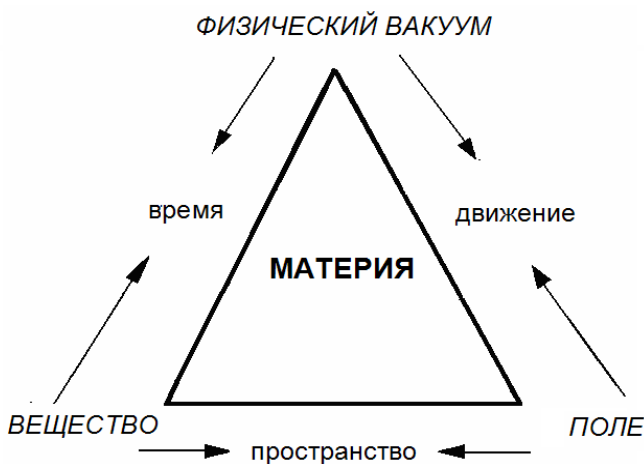 ФИЗИЧЕСКИЙ ВАКУУМ
время
движение
МАТЕРИЯ
ВЕЩЕСТВО
ПОЛЕ
пространство